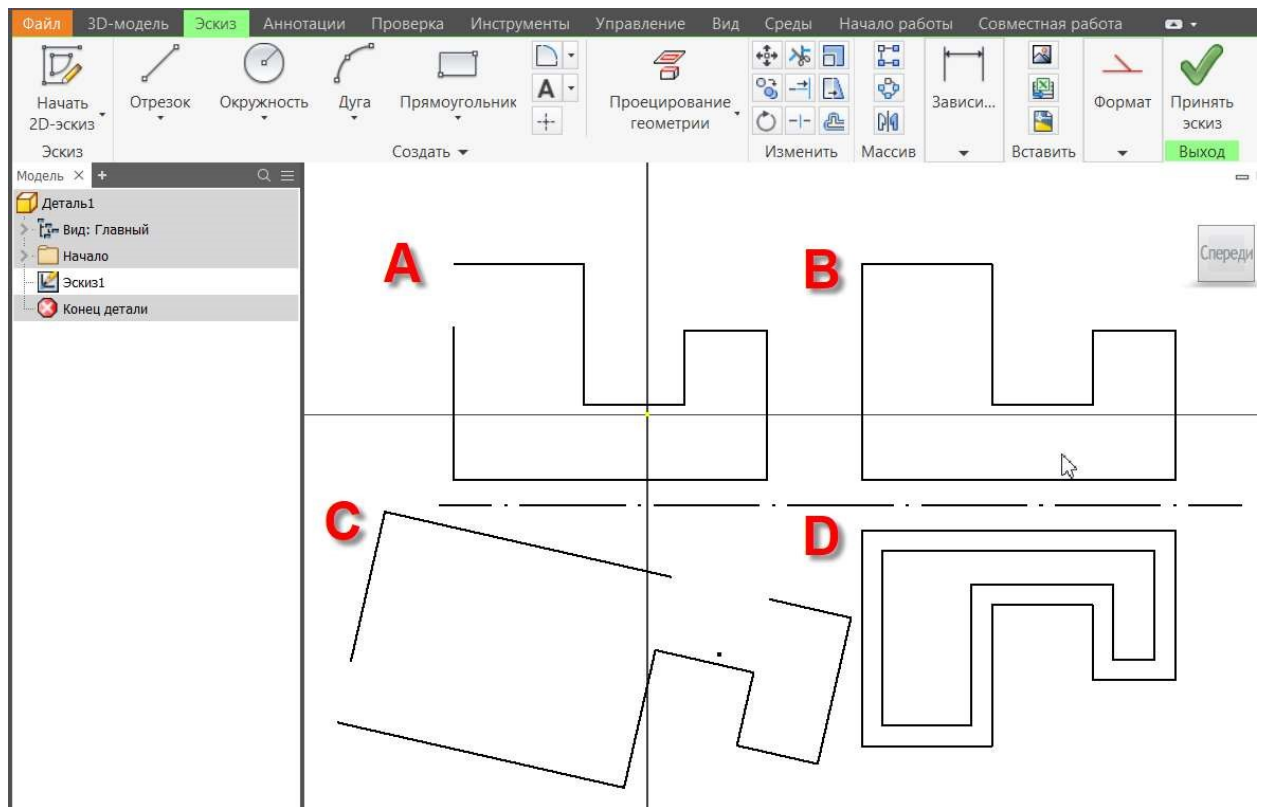 Файл 3D-модель Эскиз Аннотации Проверка Инструменты Управление Вид Среды Начало работы Совместная работа
Начать 2D-эскиз
Отрезок
Окружность
Дуга
Прямоугольник
A
Проецирование геометрии
Зависи...
Формат
Принять эскиз
Эскиз Создать Изменить Массив Вставить Выход
Модель
Деталь1
Вид: Главный
Начало
Эскиз1
Конец детали
A
B
Спереди
C
D